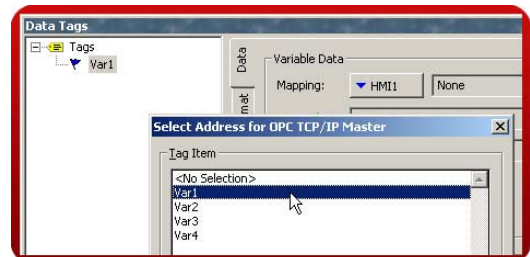 Data Tags
Tags
Var1
Data
Variable Data
Mapping:
HMI1
None
Select Address for OPC TCP/IP Master
Tag Item
<No Selection>
Var1
Var2
Var3
Var4